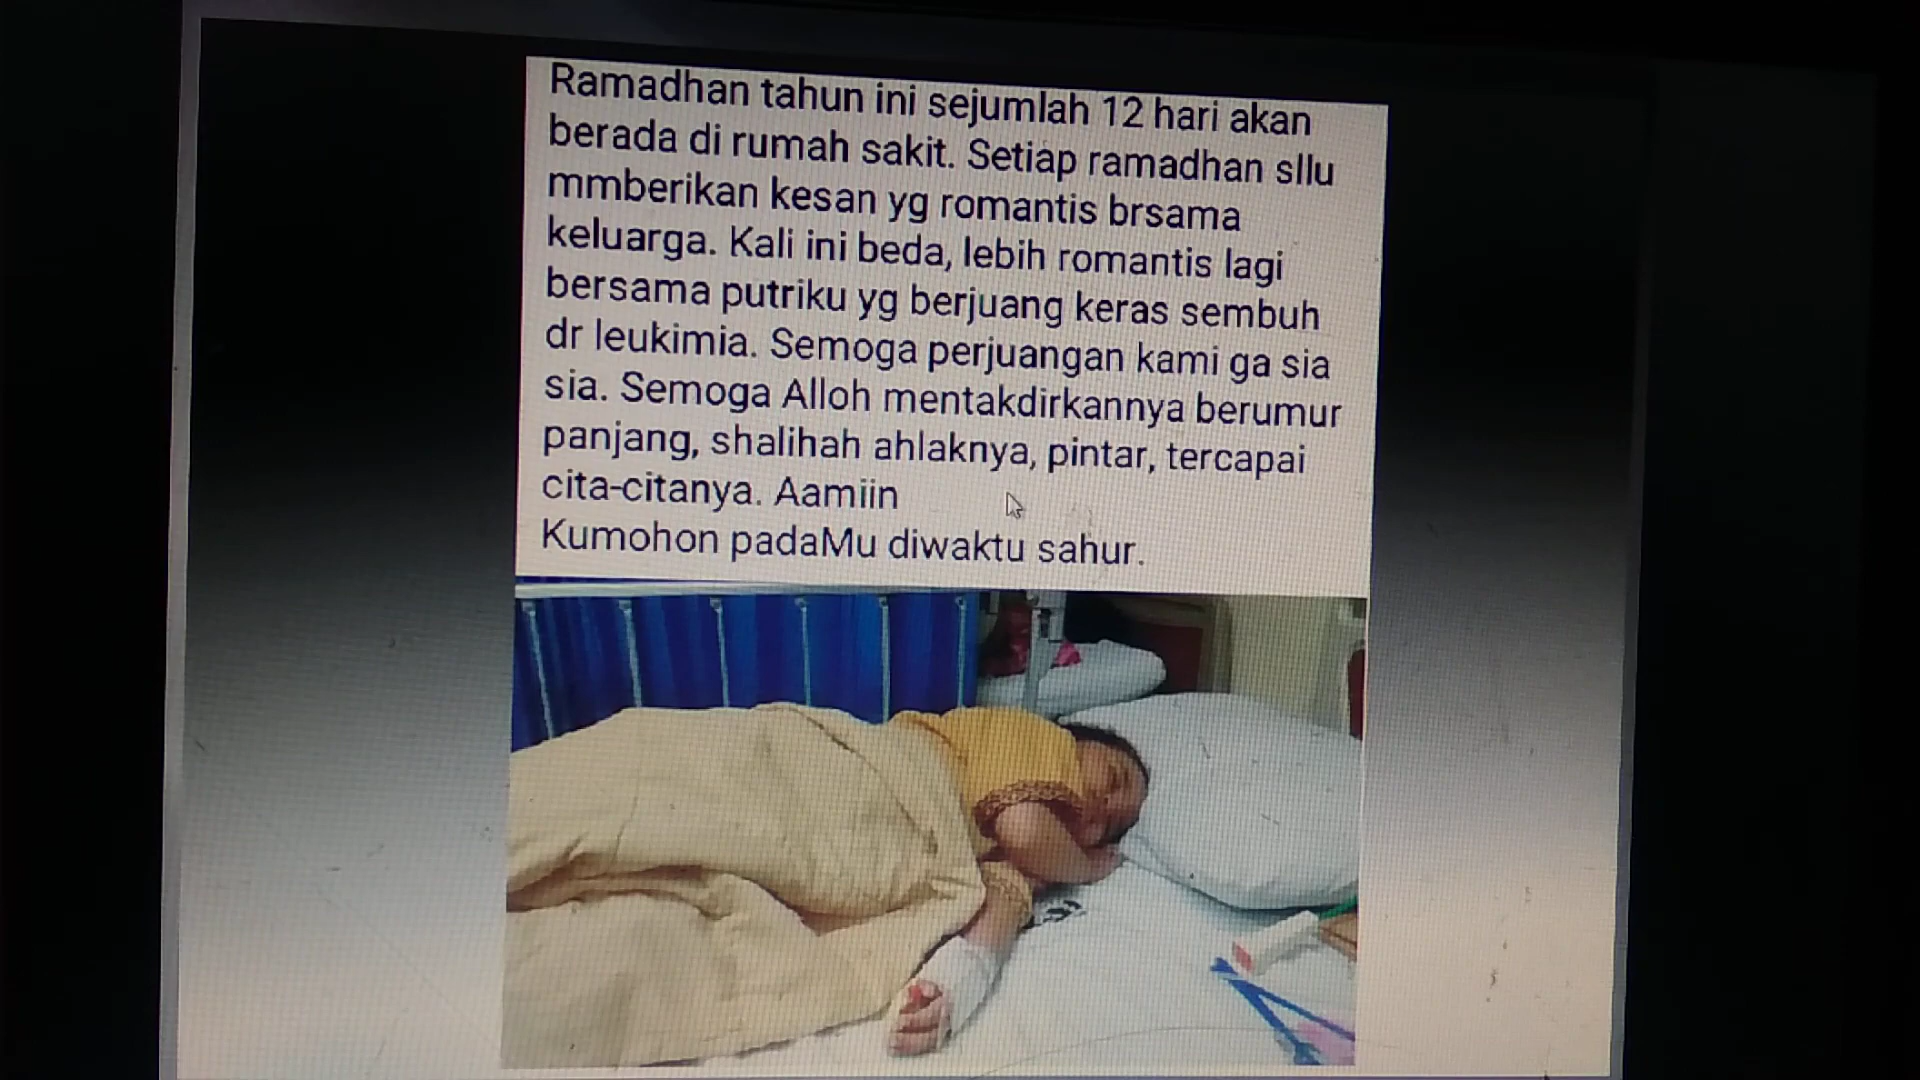 Ramadhan tahun ini sejumlah 12 hari akan
berada di rumah sakit. Setiap ramadhan sllu
mmberikan kesan yg romantis brsama
keluarga. Kali ini beda, lebih romantis lagi
bersama putriku yg berjuang keras sembuh
dr leukimia. Semoga perjuangan kami ga sia
sia. Semoga Alloh mentakdirkannya berumur
panjang, shalihah ahlaknya, pintar, tercapai
cita-citanya. Aamiin
Kumohon padaMu diwaktu sahur.